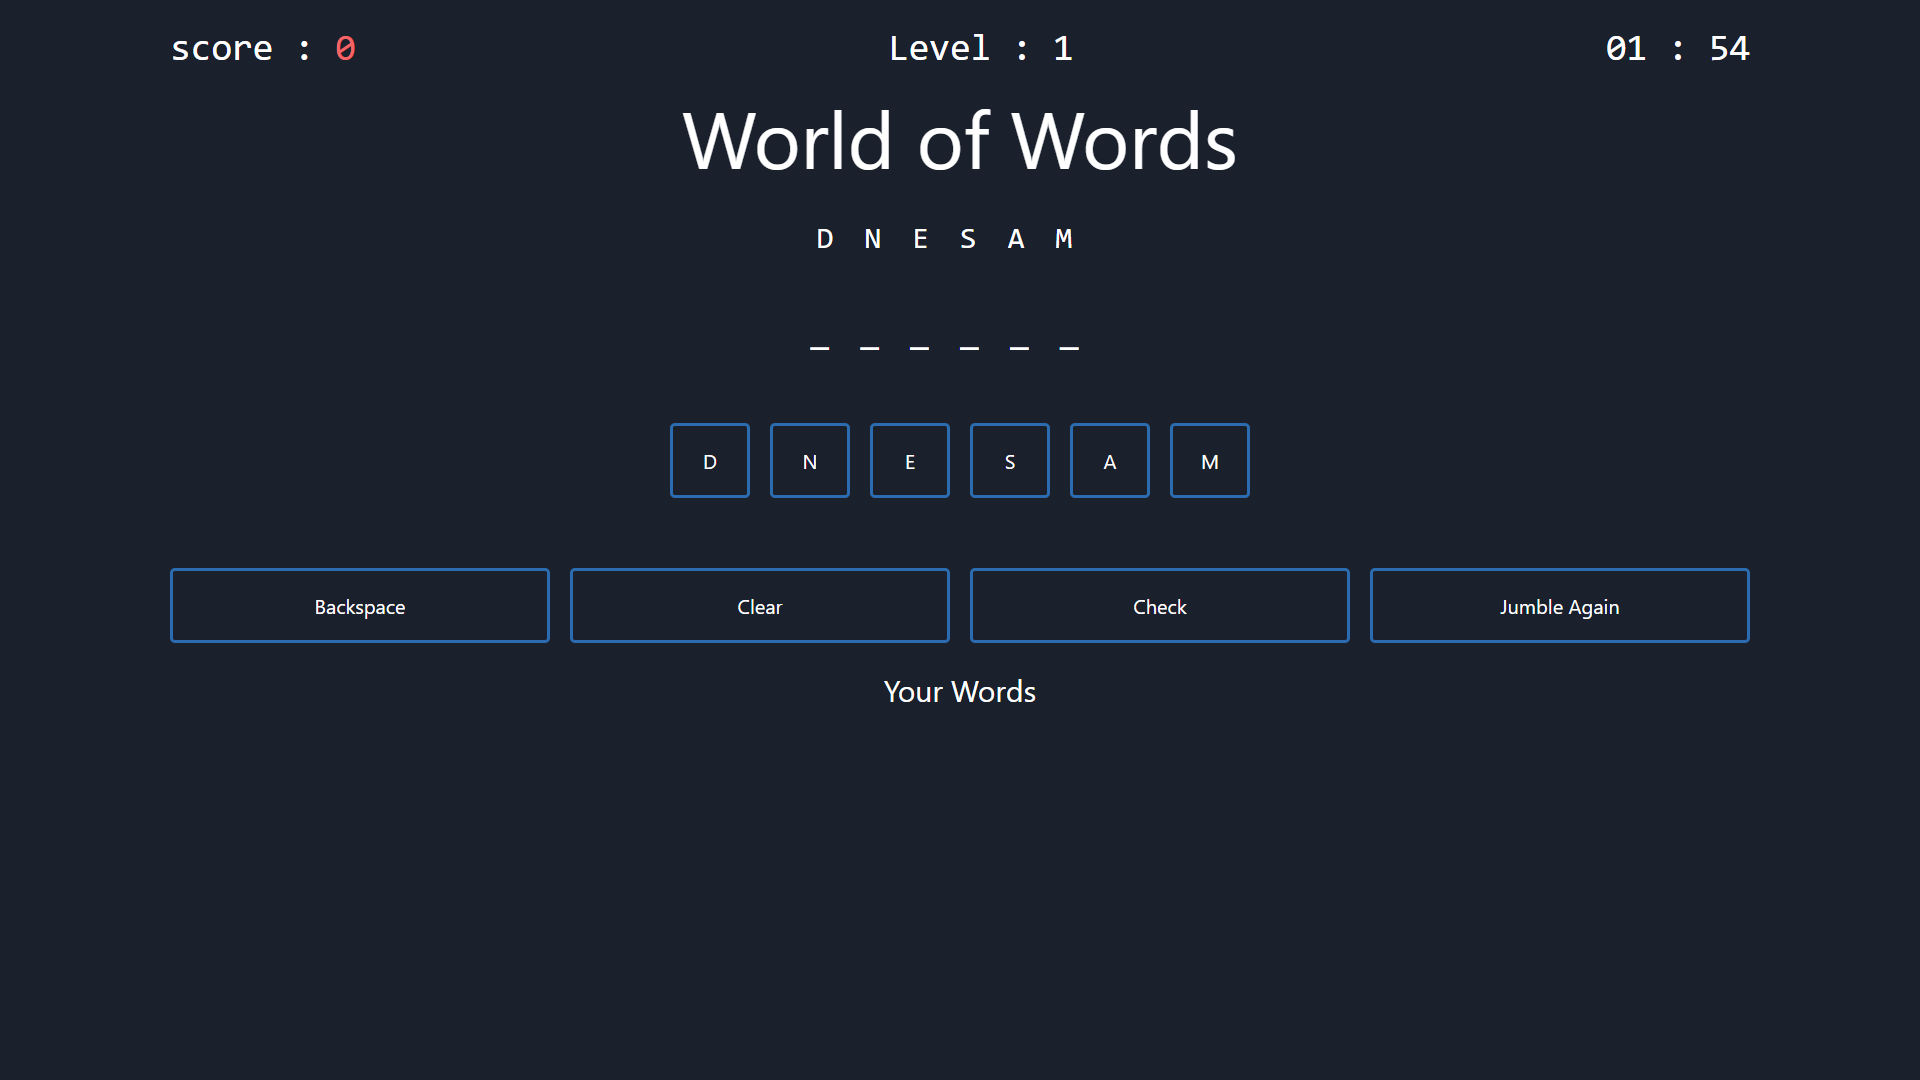 score : 0 Level : 1 01 : 54
World of Words
D N E S A M
_ _ _ _ _ _
D N E S A M
Backspace Clear Check Jumble Again
Your Words